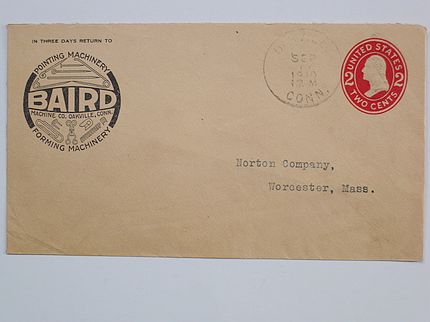 IN THREE DAYS RETURN TO
POINTING MACHINERY
BAIRD
MACHINE CO. OAKVILLE, CONN.
FORMING MACHINERY
SEP
1910
CONN.
UNITED STATES
2 2
TWO CENTS
Norton Company,
Worcester, Mass.